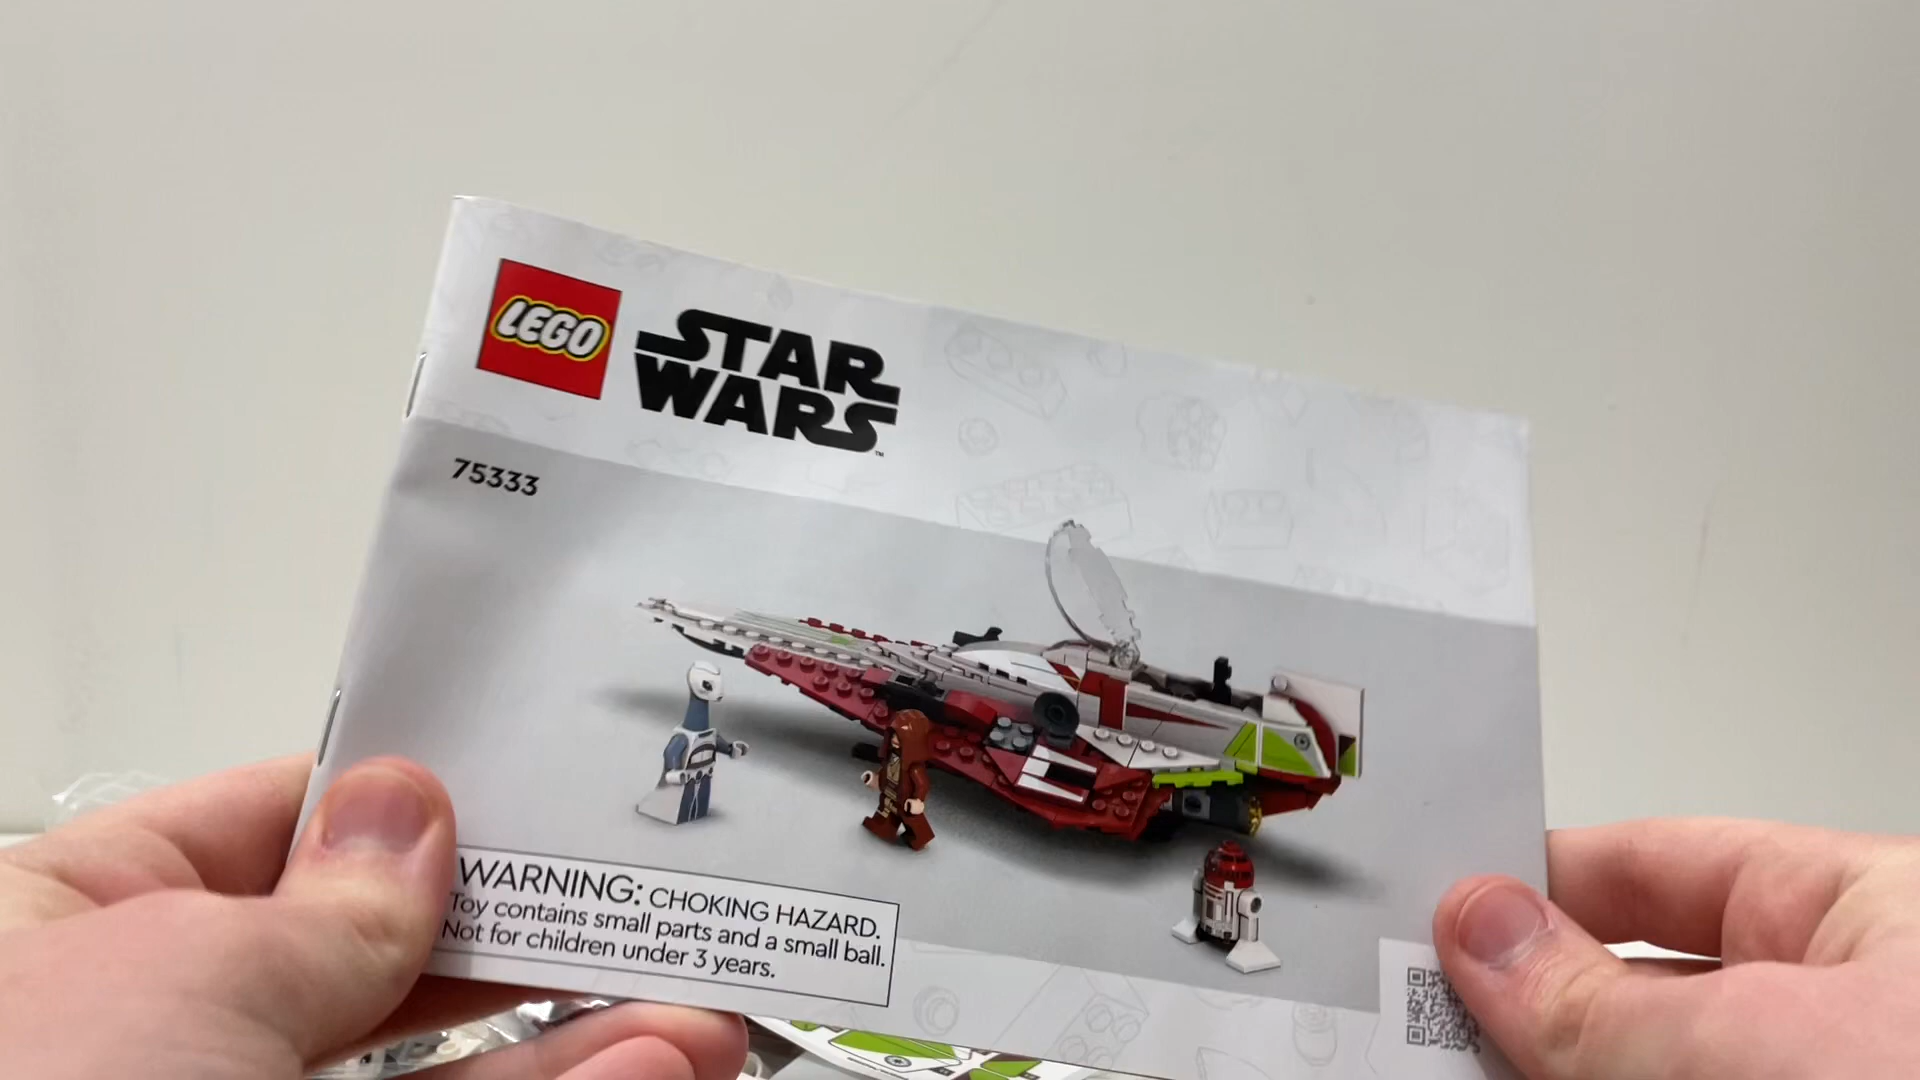 LEGO
STAR
WARS™
75333
WARNING: CHOKING HAZARD.
Toy contains small parts and a small ball.
Not for children under 3 years.